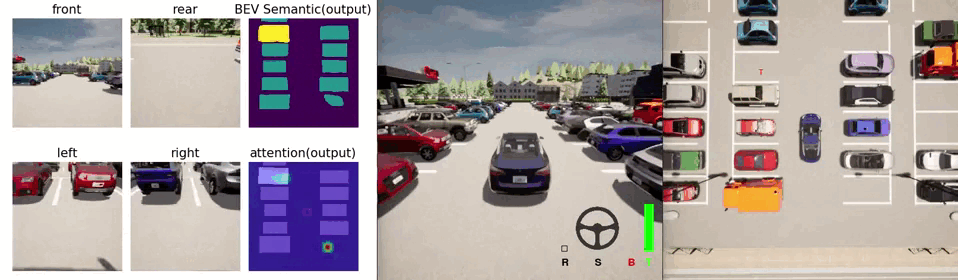 front rear BEV Semantic(output)
left right attention(output)
R S B T
T